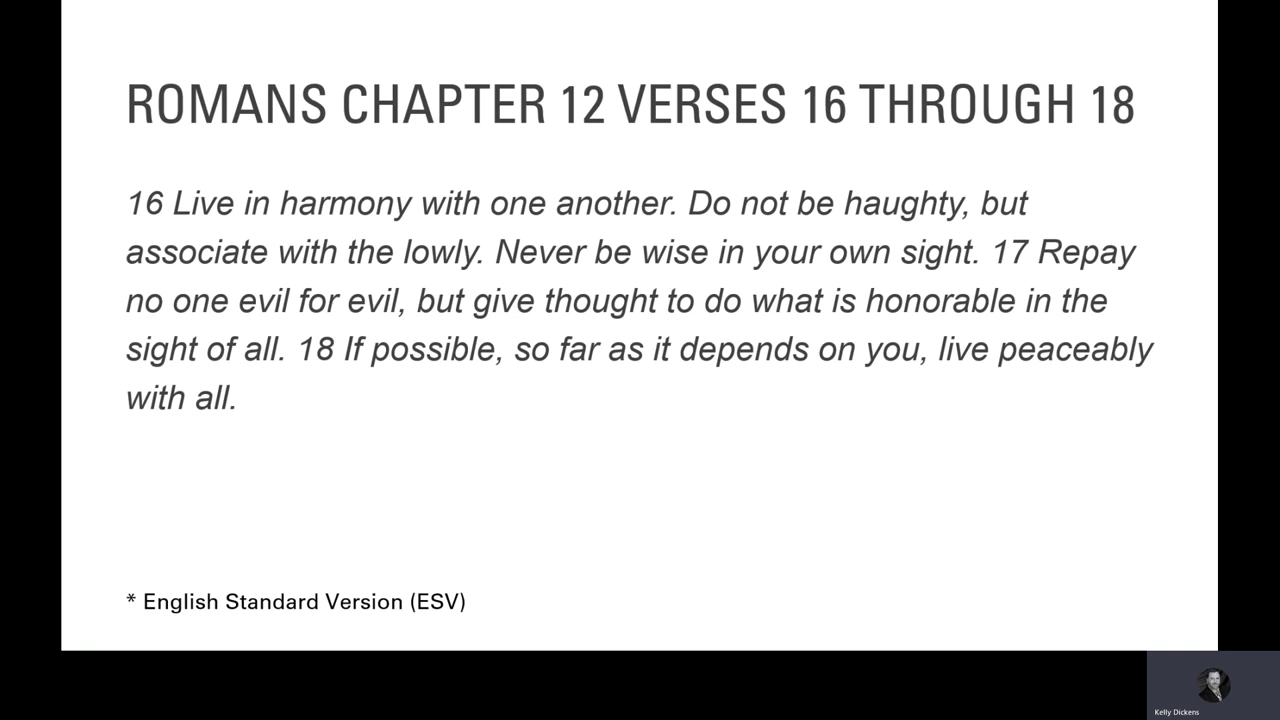 ROMANS CHAPTER 12 VERSES 16 THROUGH 18
16 Live in harmony with one another. Do not be haughty, but
associate with the lowly. Never be wise in your own sight. 17 Repay
no one evil for evil, but give thought to do what is honorable in the
sight of all. 18 If possible, so far as it depends on you, live peaceably
with all.
* English Standard Version (ESV)
Kelly Dickens